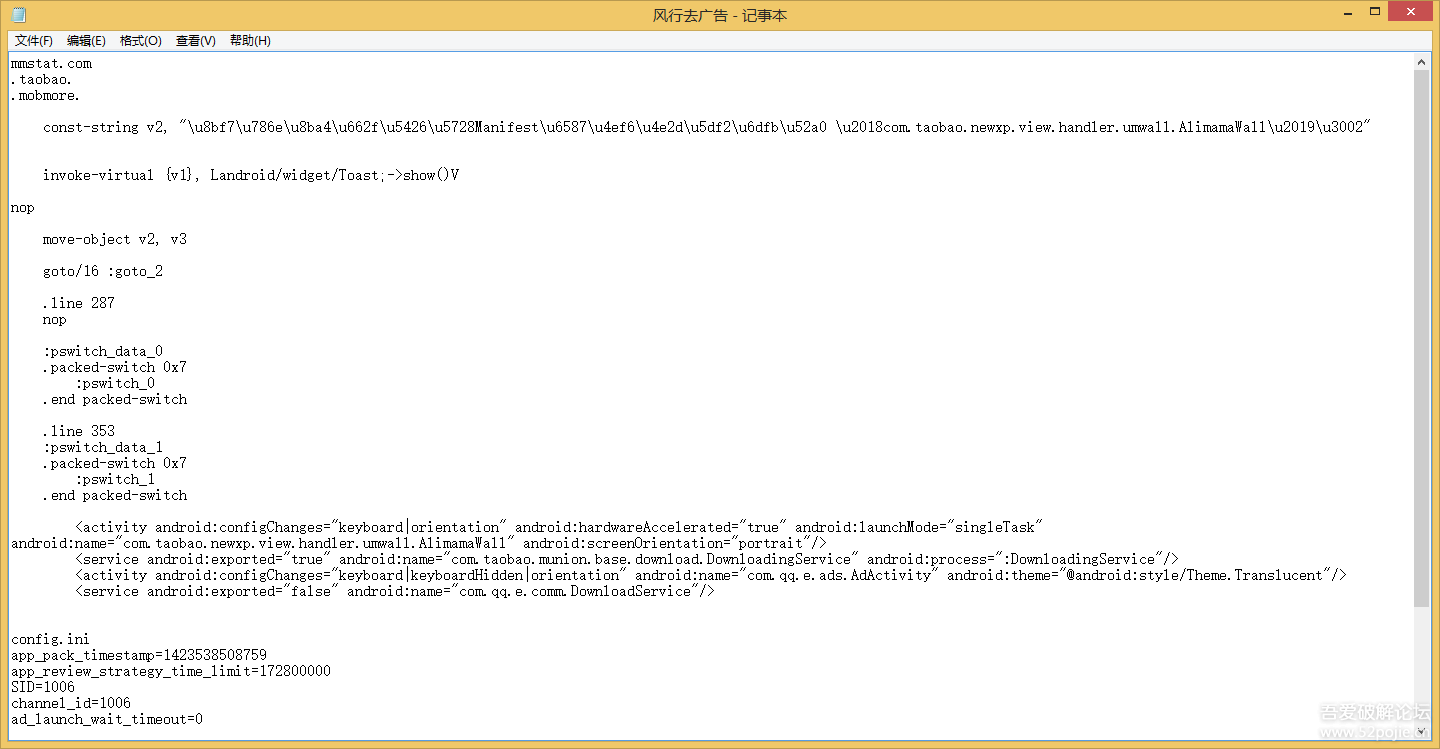 风行去广告 - 记事本
文件(F) 编辑(E) 格式(O) 查看(V) 帮助(H)
mmstat.com
.taobao.
.mobmore.
const-string v2, "\u8bf7\u786e\u8ba4\u662f\u5426\u5728Manifest\u6587\u4ef6\u4e2d\u5df2\u6dfb\u52a0 \u2018com.taobao.newxp.view.handler.umwall.AlimamaWall\u2019\u3002"
invoke-virtual {v1}, Landroid/widget/Toast;->show()V
nop
move-object v2, v3
goto/16 :goto_2
.line 287
nop
:pswitch_data_0
.packed-switch 0x7
:pswitch_0
.end packed-switch
.line 353
:pswitch_data_1
.packed-switch 0x7
:pswitch_1
.end packed-switch
<activity android:configChanges="keyboard|orientation" android:hardwareAccelerated="true" android:launchMode="singleTask"
android:name="com.taobao.newxp.view.handler.umwall.AlimamaWall" android:screenOrientation="portrait"/>
<service android:exported="true" android:name="com.taobao.munion.base.download.DownloadingService" android:process=":DownloadingService"/>
<activity android:configChanges="keyboard|keyboardHidden|orientation" android:name="com.qq.e.ads.AdActivity" android:theme="@android:style/Theme.Translucent"/>
<service android:exported="false" android:name="com.qq.e.comm.DownloadService"/>
config.ini
app_pack_timestamp=1423538508759
app_review_strategy_time_limit=172800000
SID=1006
channel_id=1006
ad_launch_wait_timeout=0
吾爱破解论坛
www.52pojie.cn